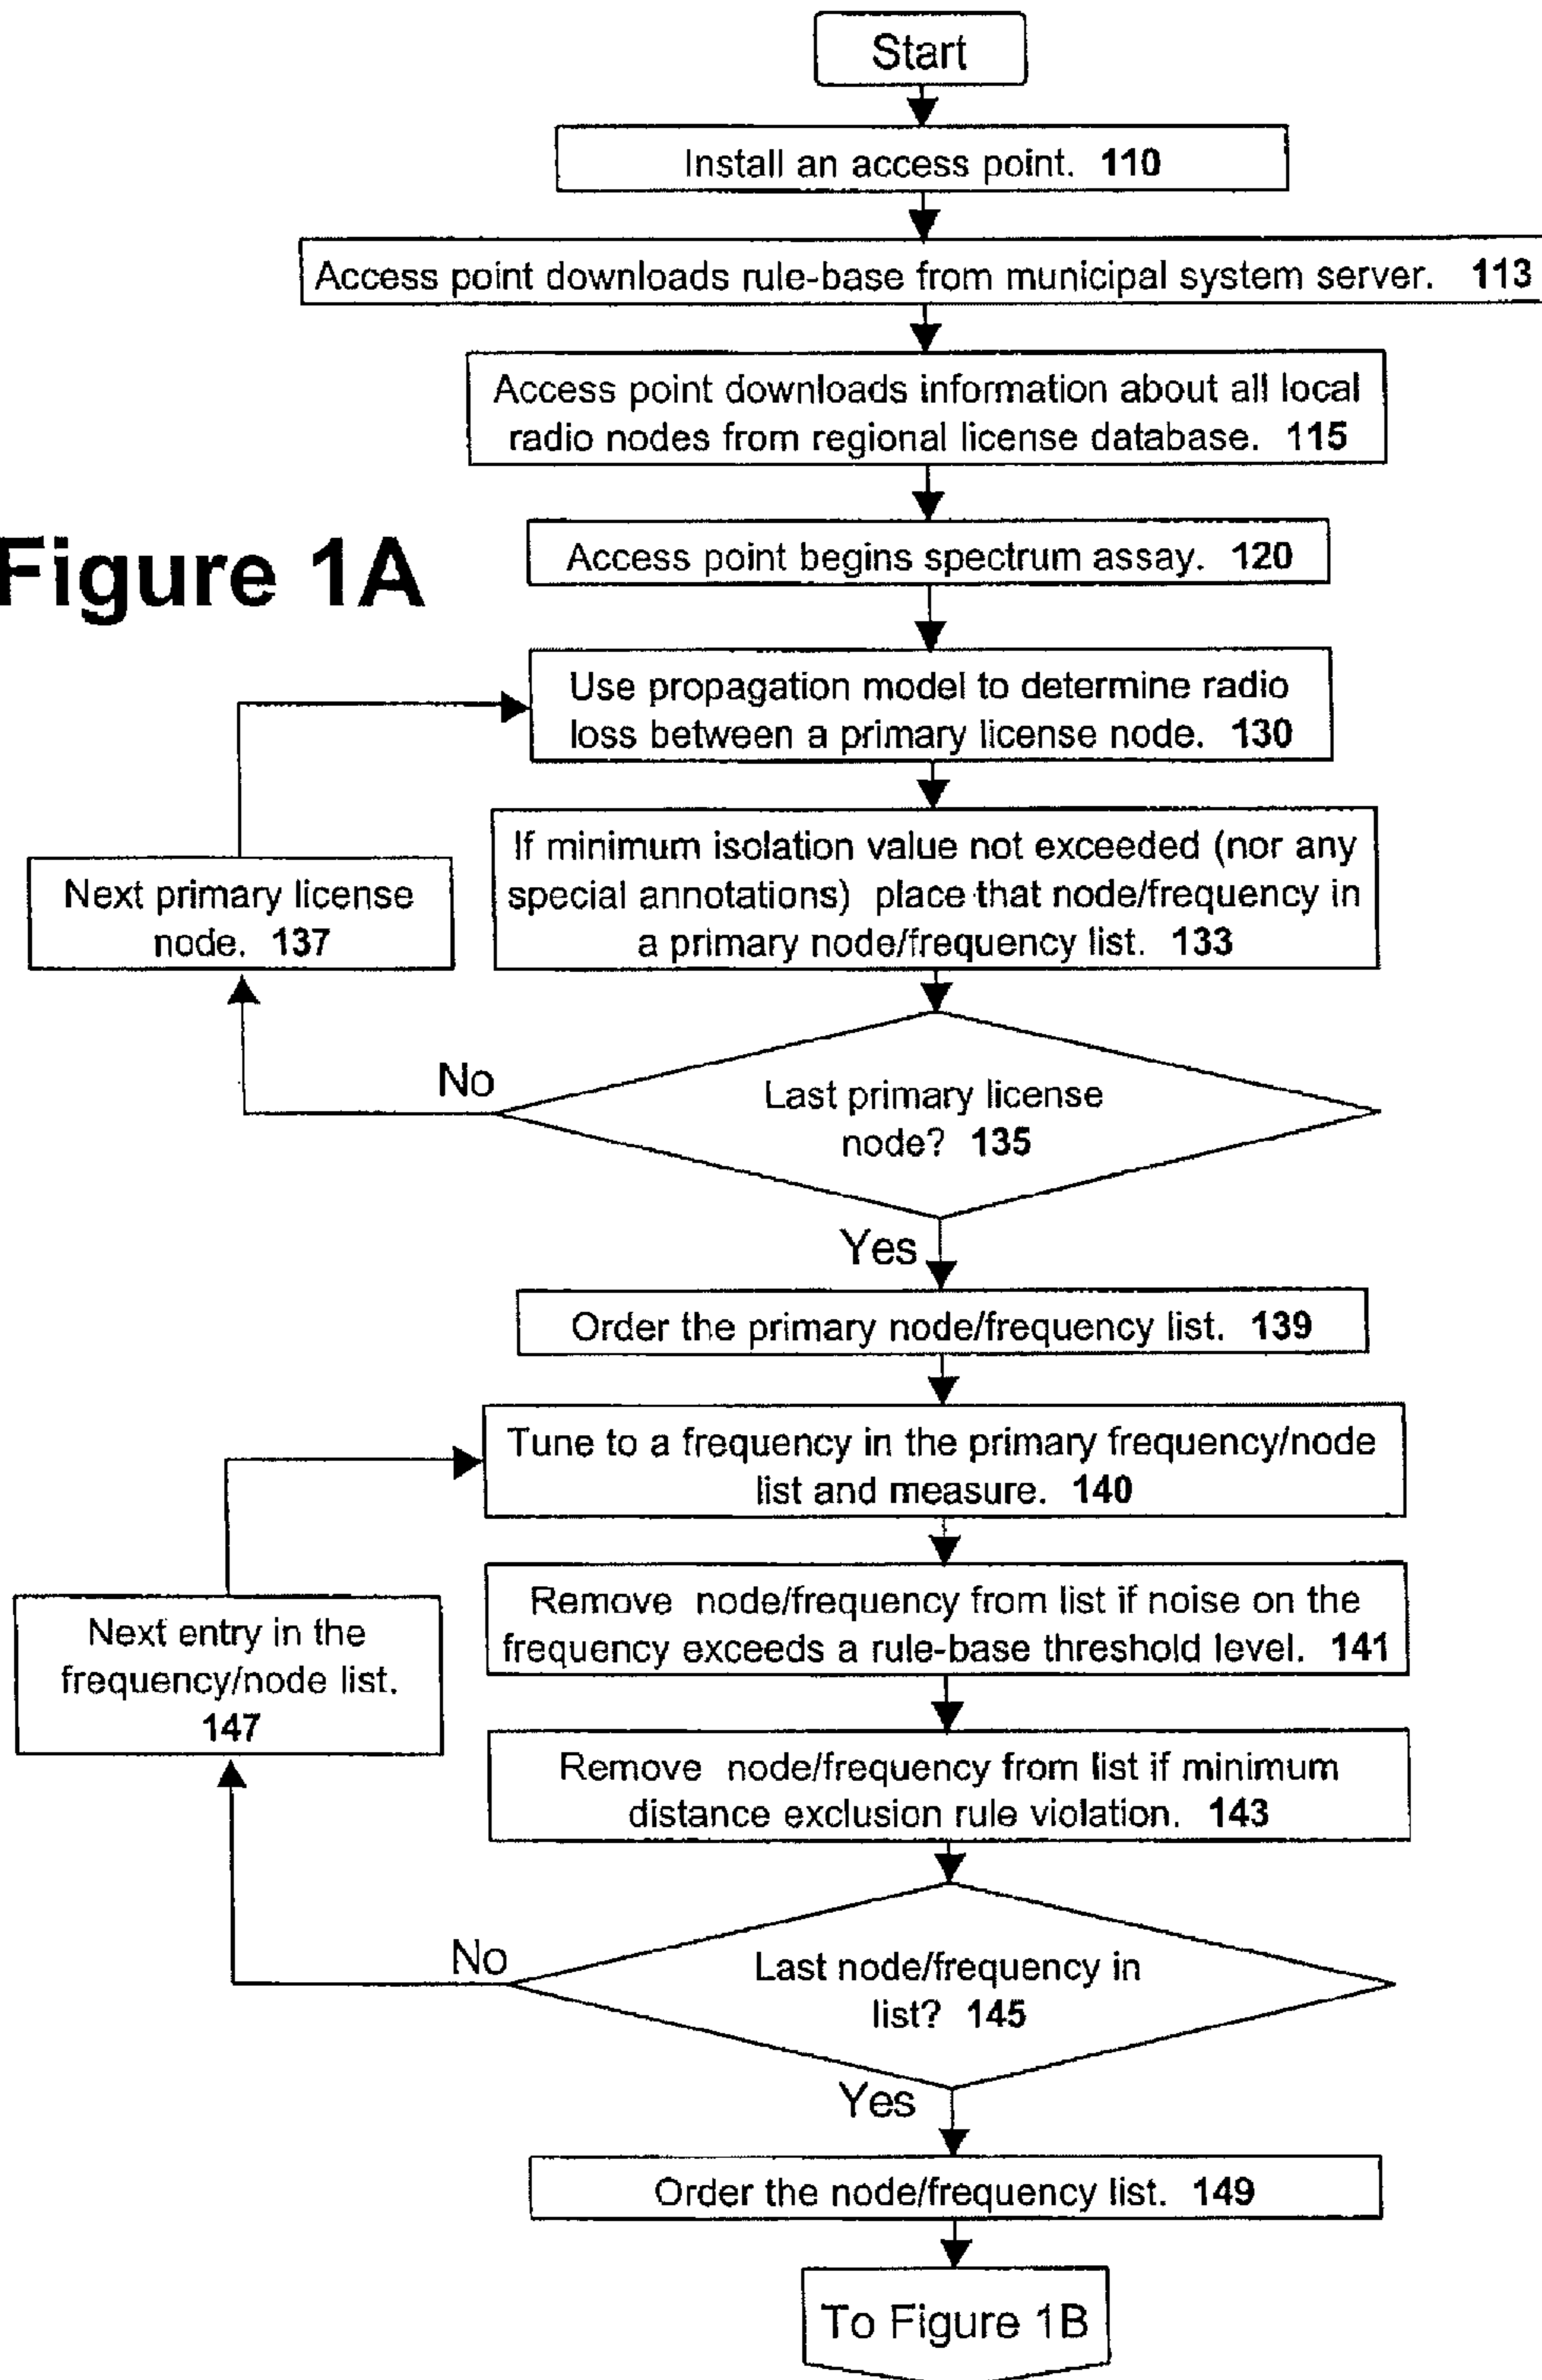 Start
Install an access point. 110
Access point downloads rule-base from municipal system server. 113
Access point downloads information about all local
radio nodes from regional license database. 115
Figure 1A
Access point begins spectrum assay. 120
Use propagation model to determine radio
loss between a primary license node. 130
If minimum isolation value not exceeded (nor any
special annotations) place that node/frequency in
a primary node/frequency list. 133
Next primary license
node. 137
No
Last primary license
node? 135
Yes
Order the primary node/frequency list. 139
Tune to a frequency in the primary frequency/node
list and measure. 140
Remove node/frequency from list if noise on the
frequency exceeds a rule-base threshold level. 141
Next entry in the
frequency/node list.
147
Remove node/frequency from list if minimum
distance exclusion rule violation. 143
No
Last node/frequency in
list? 145
Yes
Order the node/frequency list. 149
To Figure 1B